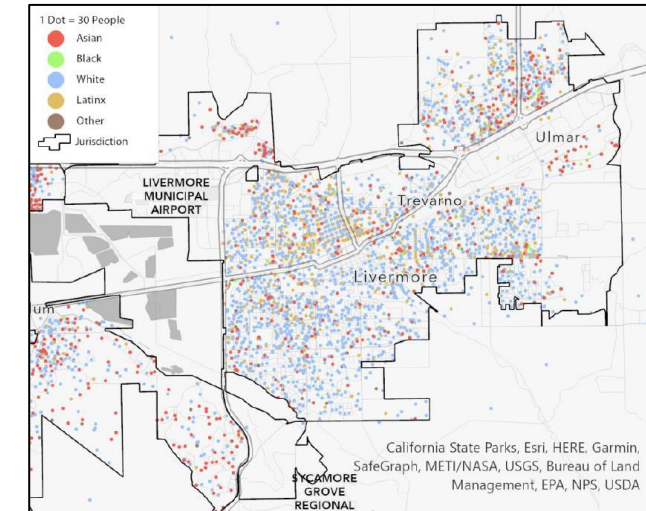 1 Dot = 30 People
Asian
Black
White
Latinx
Other
Jurisdiction
Ulmar
LIVERMORE
MUNICIPAL
AIRPORT
Trevarno
Livermore
um
California State Parks, Esri, HERE, Garmin,
SafeGraph, METI/NASA, USGS, Bureau of Land
Management, EPA, NPS, USDA
SYCAMORE
GROVE
REGIONAL